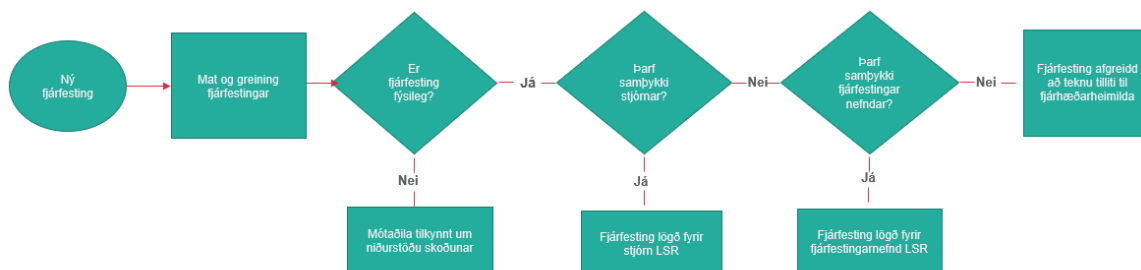 Ný
fjárfesting
Mat og greining
fjárfestingar
Er
fjárfesting
fýsileg?
Já
Þarf
samþykki
stjórnar?
Nei
Þarf
samþykki
fjárfestingar
nefndar?
Nei
Fjárfesting afgreidd
að teknu tilliti til
fjárhæðarheimilda
Nei
Já
Já
Mótaðila tilkynnt um
niðurstöðu skoðunar
Fjárfesting lögð fyrir
stjórn LSR
Fjárfesting lögð fyrir
fjárfestingarnefnd LSR